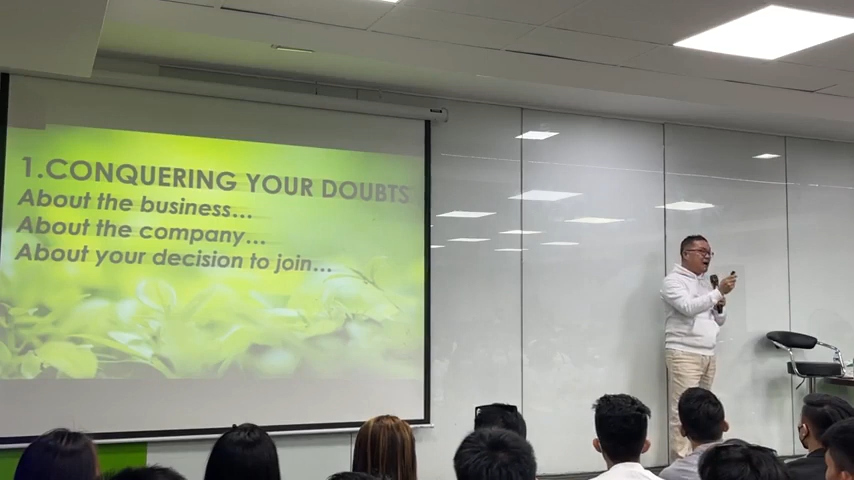 1.CONQUERING YOUR DOUBTS
About the business...
About the company...
About your decision to join...